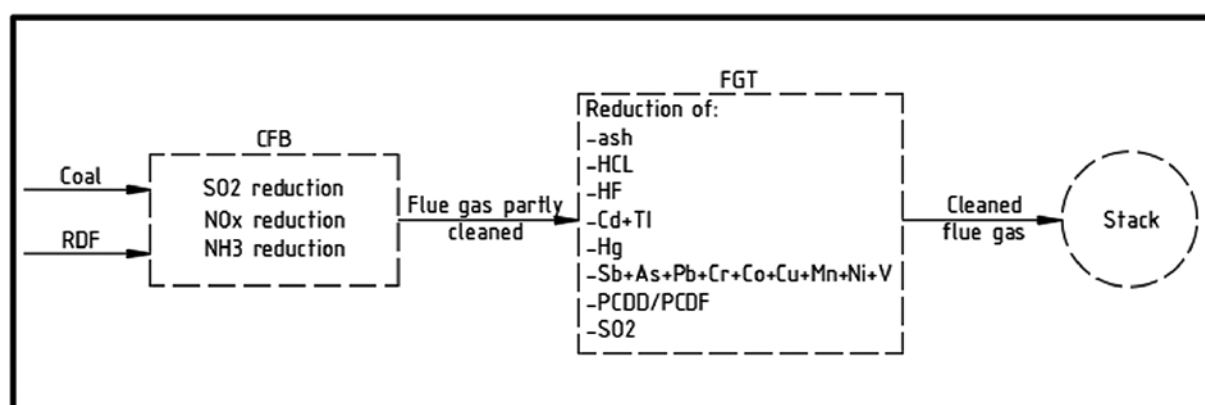 FGT
Reduction of:
-ash
-HCL
-HF
-Cd+Tl
-Hg
-Sb+As+Pb+Cr+Co+Cu+Mn+Ni+V
-PCDD/PCDF
-SO2
CFB
SO2 reduction
NOx reduction
NH3 reduction
Coal
RDF
Flue gas partly
cleaned
Cleaned
flue gas
Stack